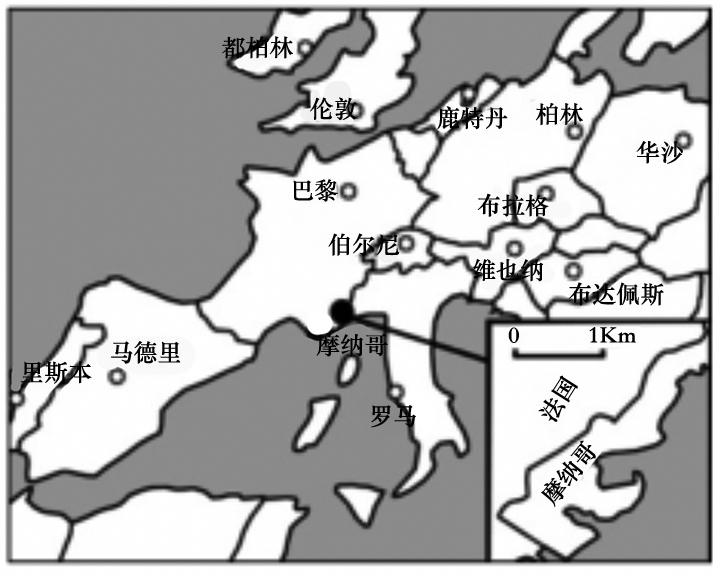 都柏林
伦敦
鹿特丹
柏林
华沙
巴黎
布拉格
伯尔尼
维也纳
布达佩斯
摩纳哥
马德里
里斯本
罗马
0 1Km
法国
摩纳哥